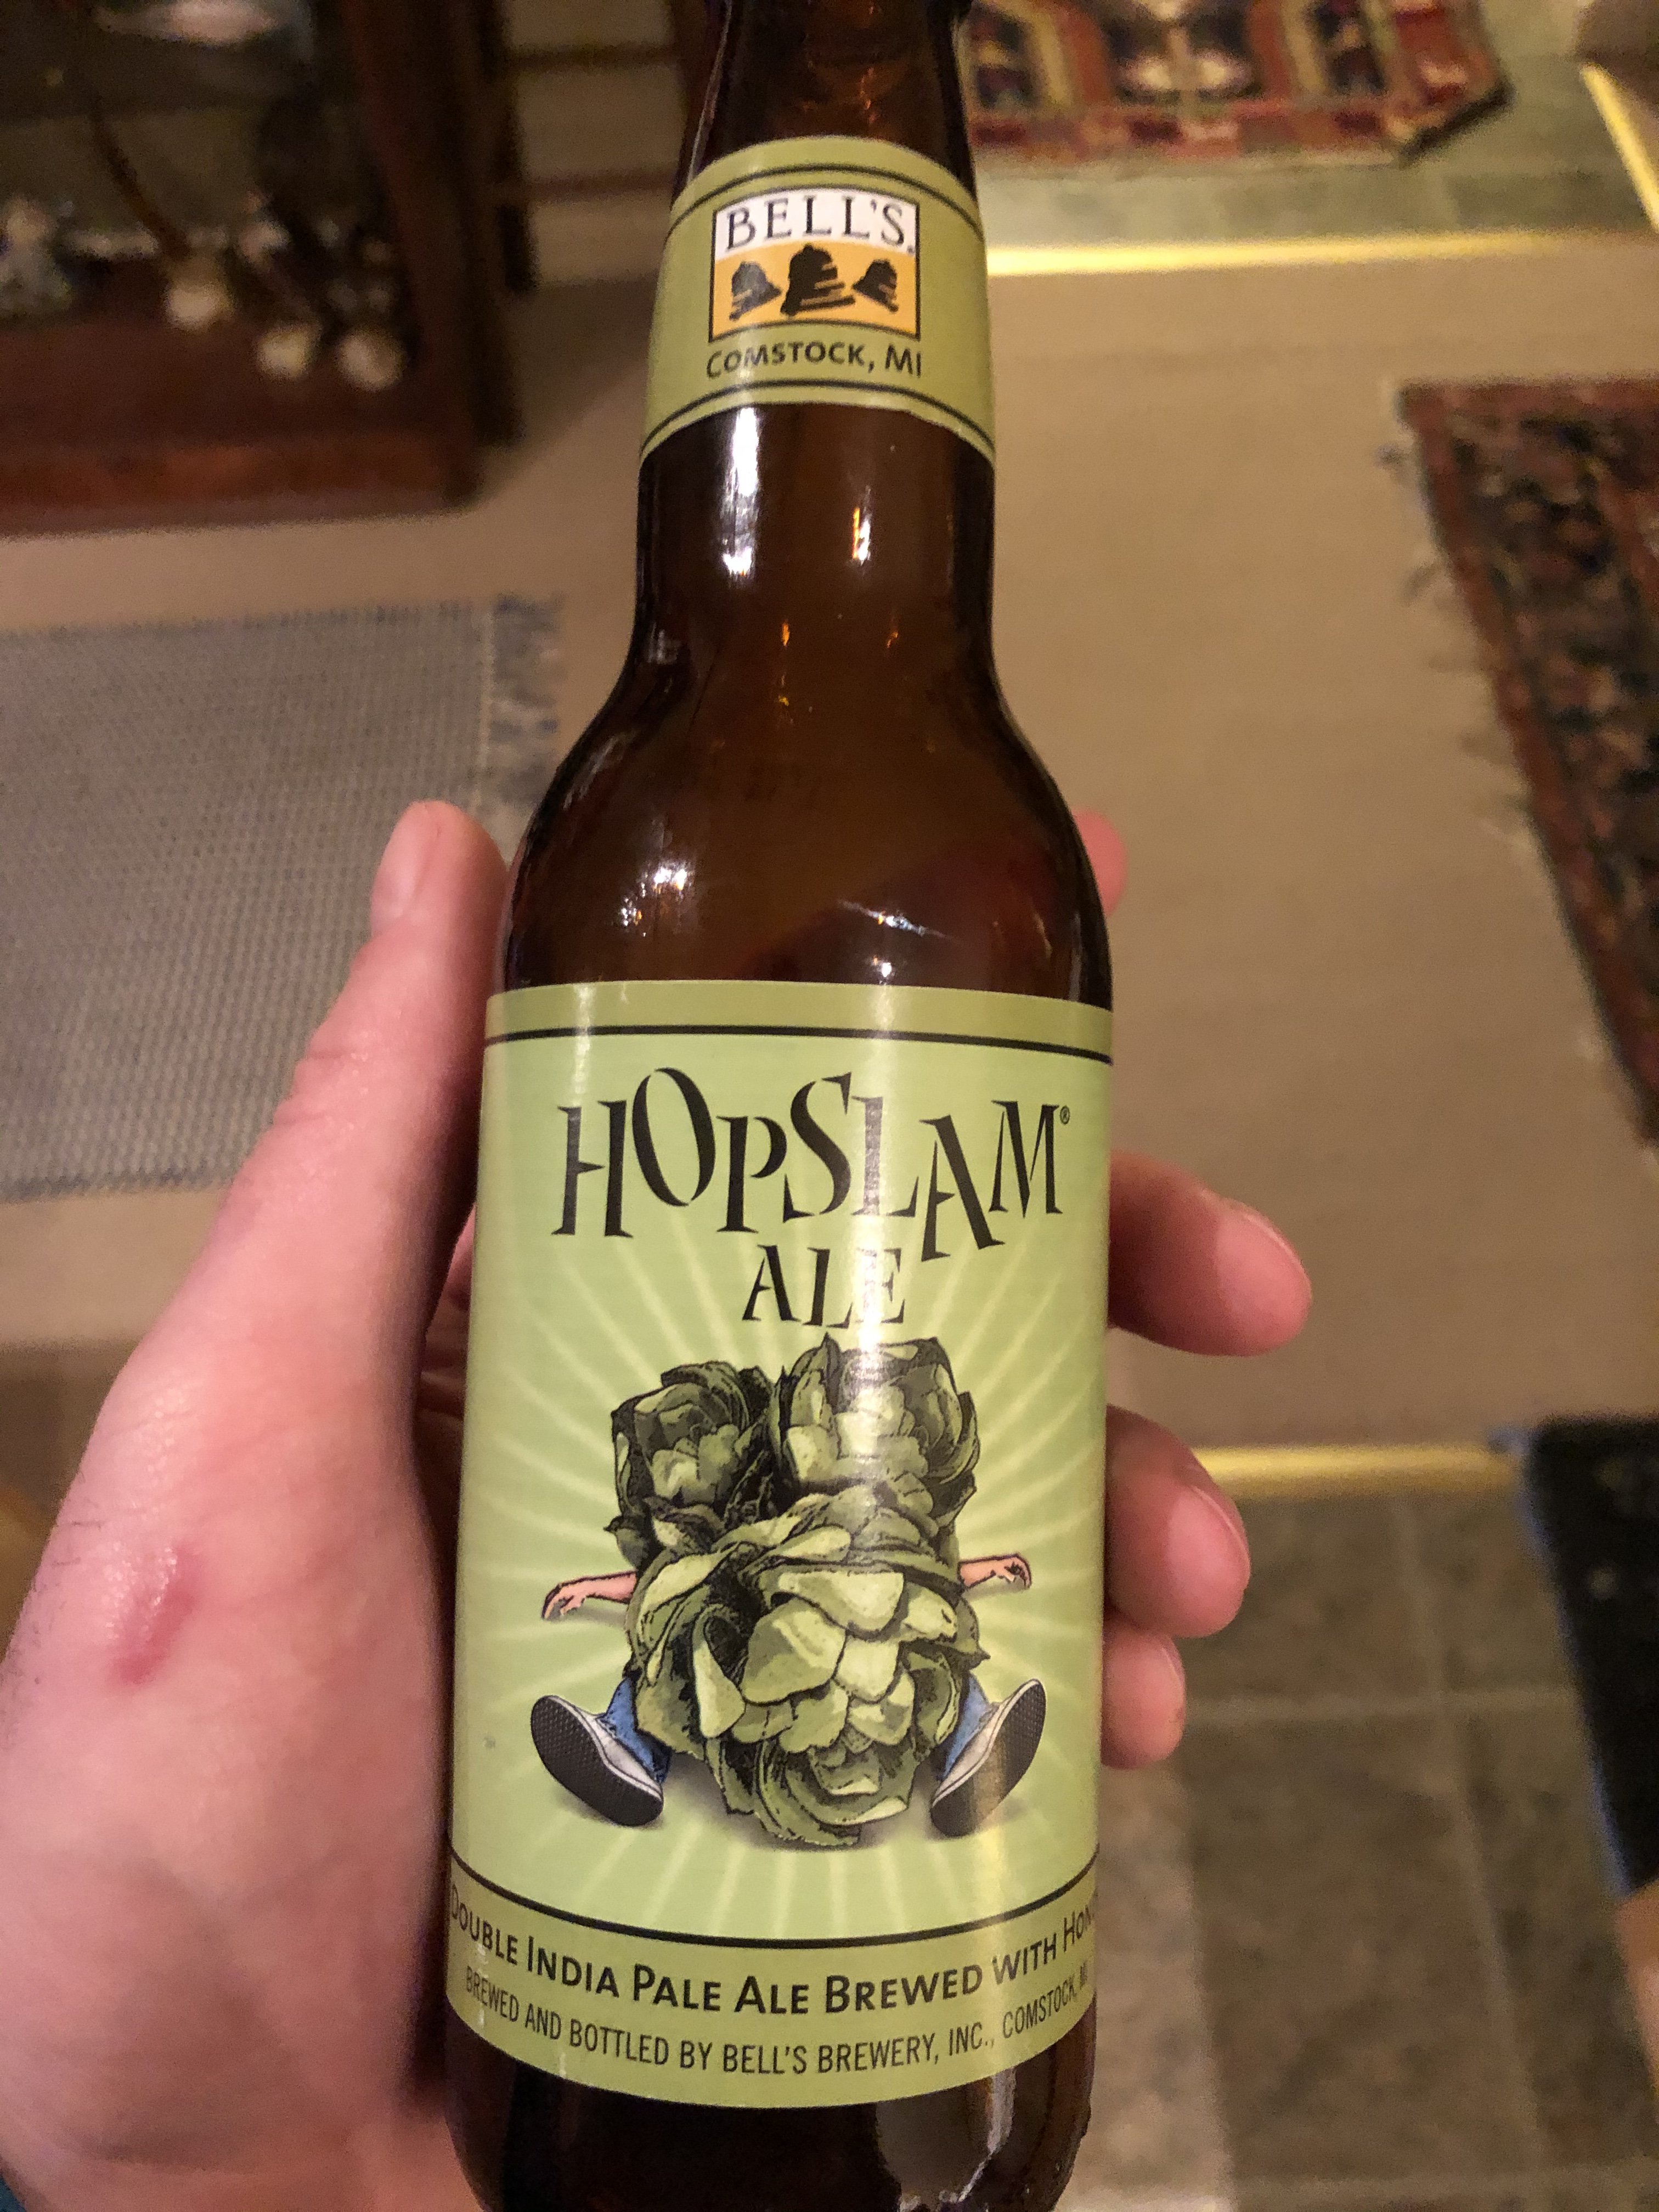 BELL'S.
COMSTOCK, MI
HOPSLAM®
ALE
DOUBLE INDIA PALE ALE BREWED WITH
BREWED AND BOTTLED BY BELL'S BREWERY, INC., COMSTOCK, MI